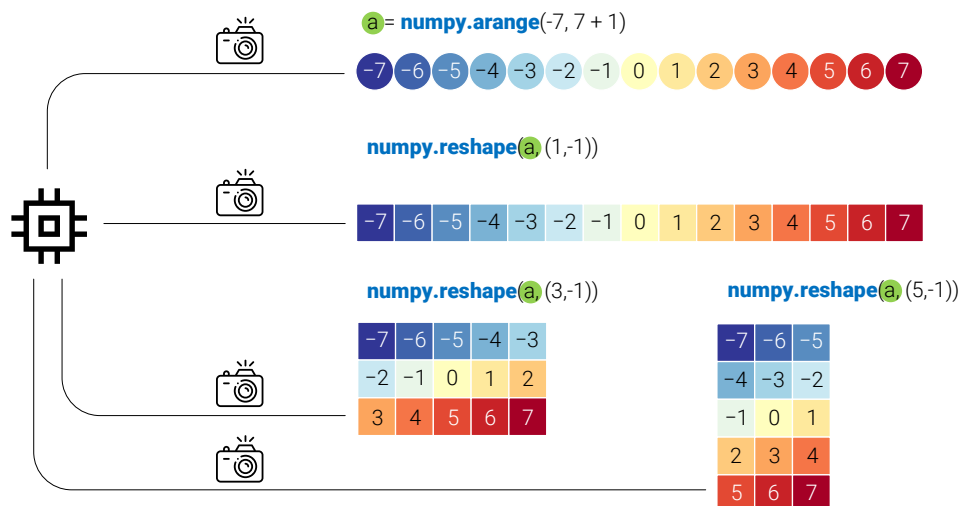 a = numpy.arange(-7, 7 + 1)
−7 −6 −5 −4 −3 −2 −1 0 1 2 3 4 5 6 7
numpy.reshape(a, (1,-1))
−7 −6 −5 −4 −3 −2 −1 0 1 2 3 4 5 6 7
numpy.reshape(a, (3,-1))
−7 −6 −5 −4 −3
−2 −1 0 1 2
3 4 5 6 7
numpy.reshape(a, (5,-1))
−7 −6 −5
−4 −3 −2
−1 0 1
2 3 4
5 6 7